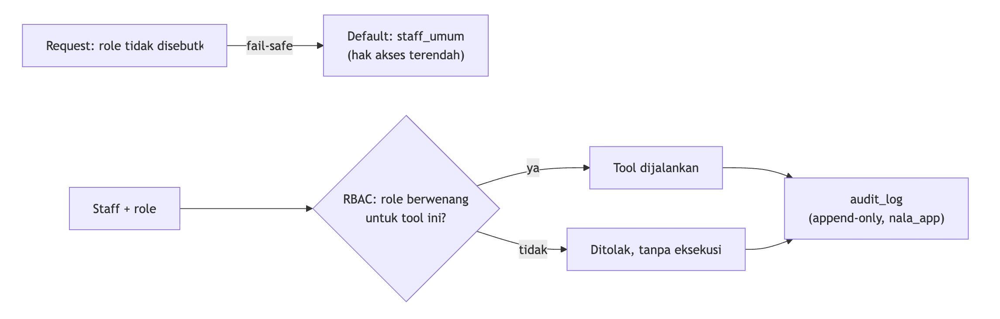 Request: role tidak disebutk
fail-safe
Default: staff_umum
(hak akses terendah)
Staff + role
RBAC: role berwenang
untuk tool ini?
ya
Tool dijalankan
tidak
Ditolak, tanpa eksekusi
audit_log
(append-only, nala_app)